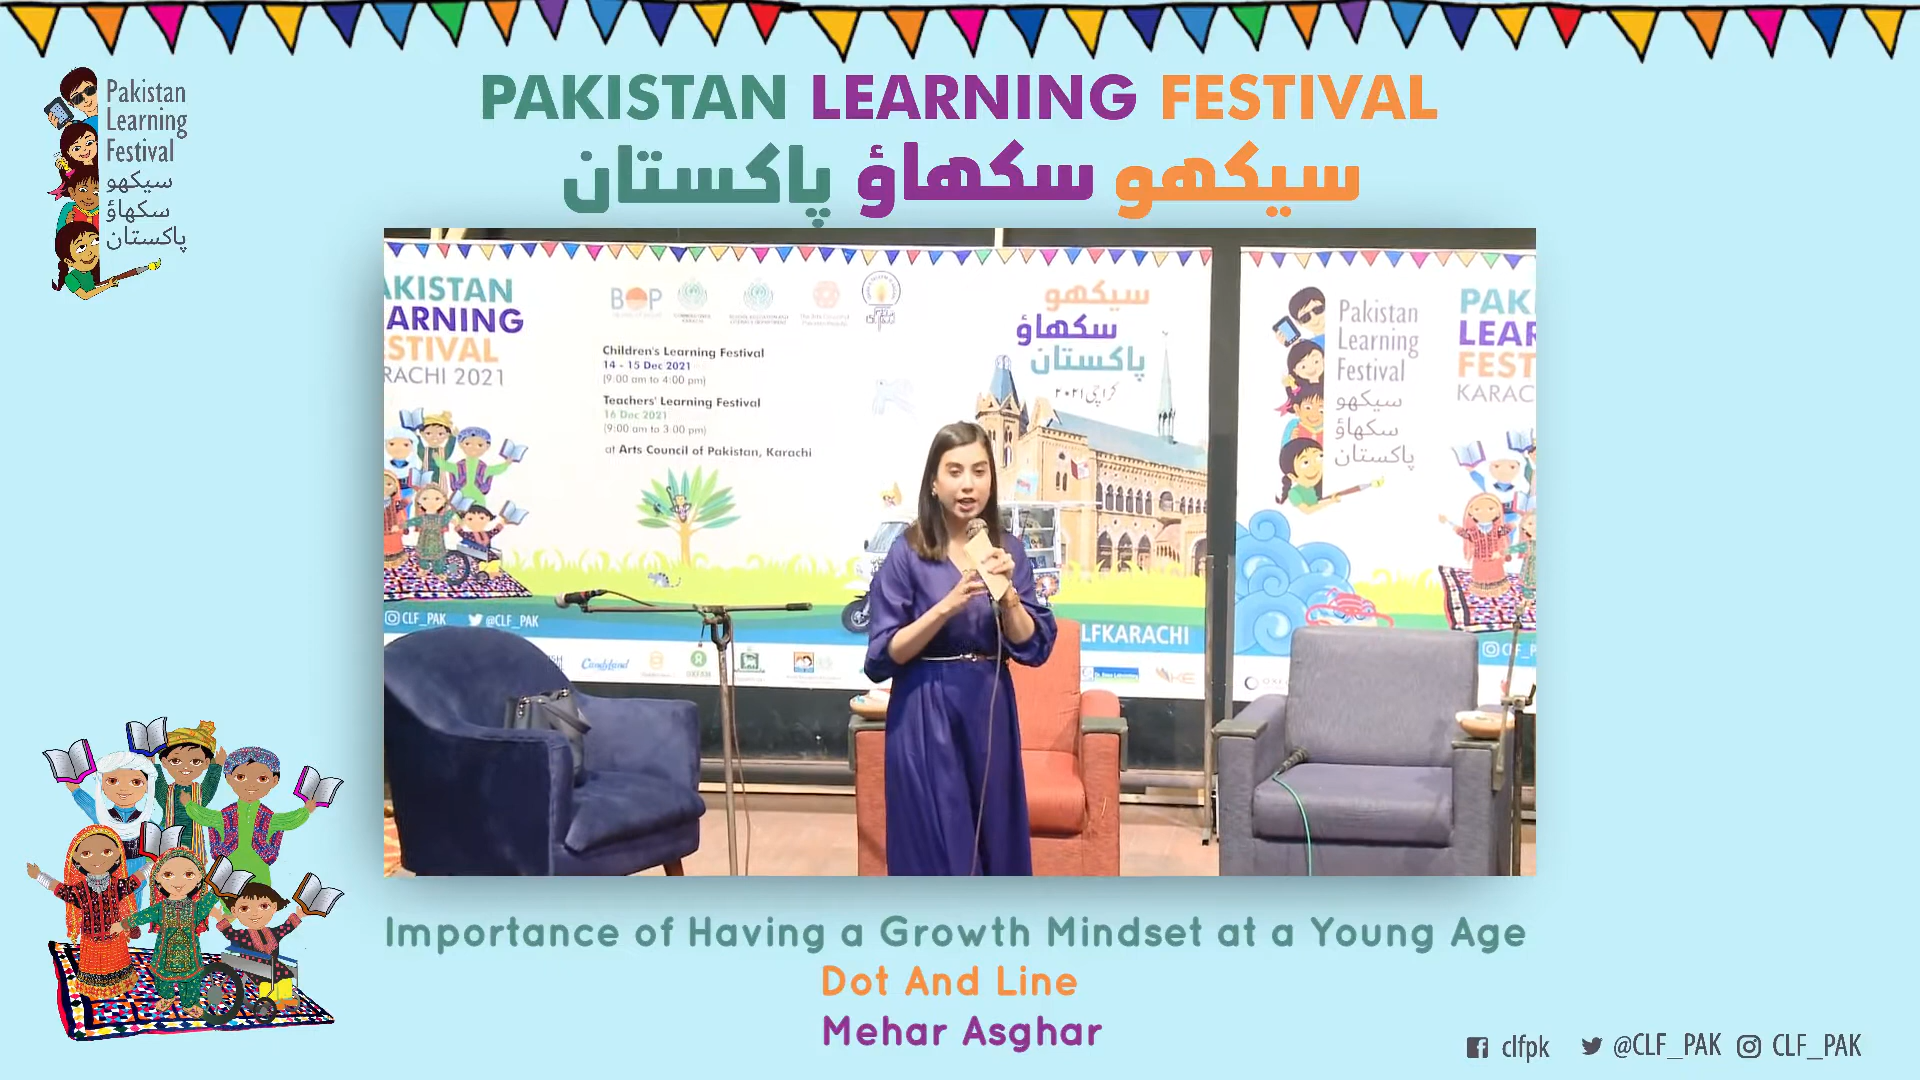 Pakistan
Learning
Festival
سیکھو
سکھاؤ
پاکستان
PAKISTAN LEARNING FESTIVAL
سیکھو سکھاؤ پاکستان
AKISTAN
ARNING
STIVAL
RACHI 2021
BOP
Children's Learning Festival
14 - 15 Dec 2021
(9:00 am to 4:00 pm)
Teachers' Learning Festival
16 Dec 2021
(9:00 am to 3:00 pm)
at Arts Council of Pakistan, Karachi
سیکھو
سکھاؤ
پاکستان
کراچی ۲۰۲۱
Pakistan
Learning
Festival
سیکھو
سکھاؤ
پاکستان
PAK
LEAR
FEST
KARAC
CLF_PAK @CLF_PAK
LFKARACHI
CLF_P
Candyland
KE
Importance of Having a Growth Mindset at a Young Age
Dot And Line
Mehar Asghar
clfpk @CLF_PAK CLF_PAK